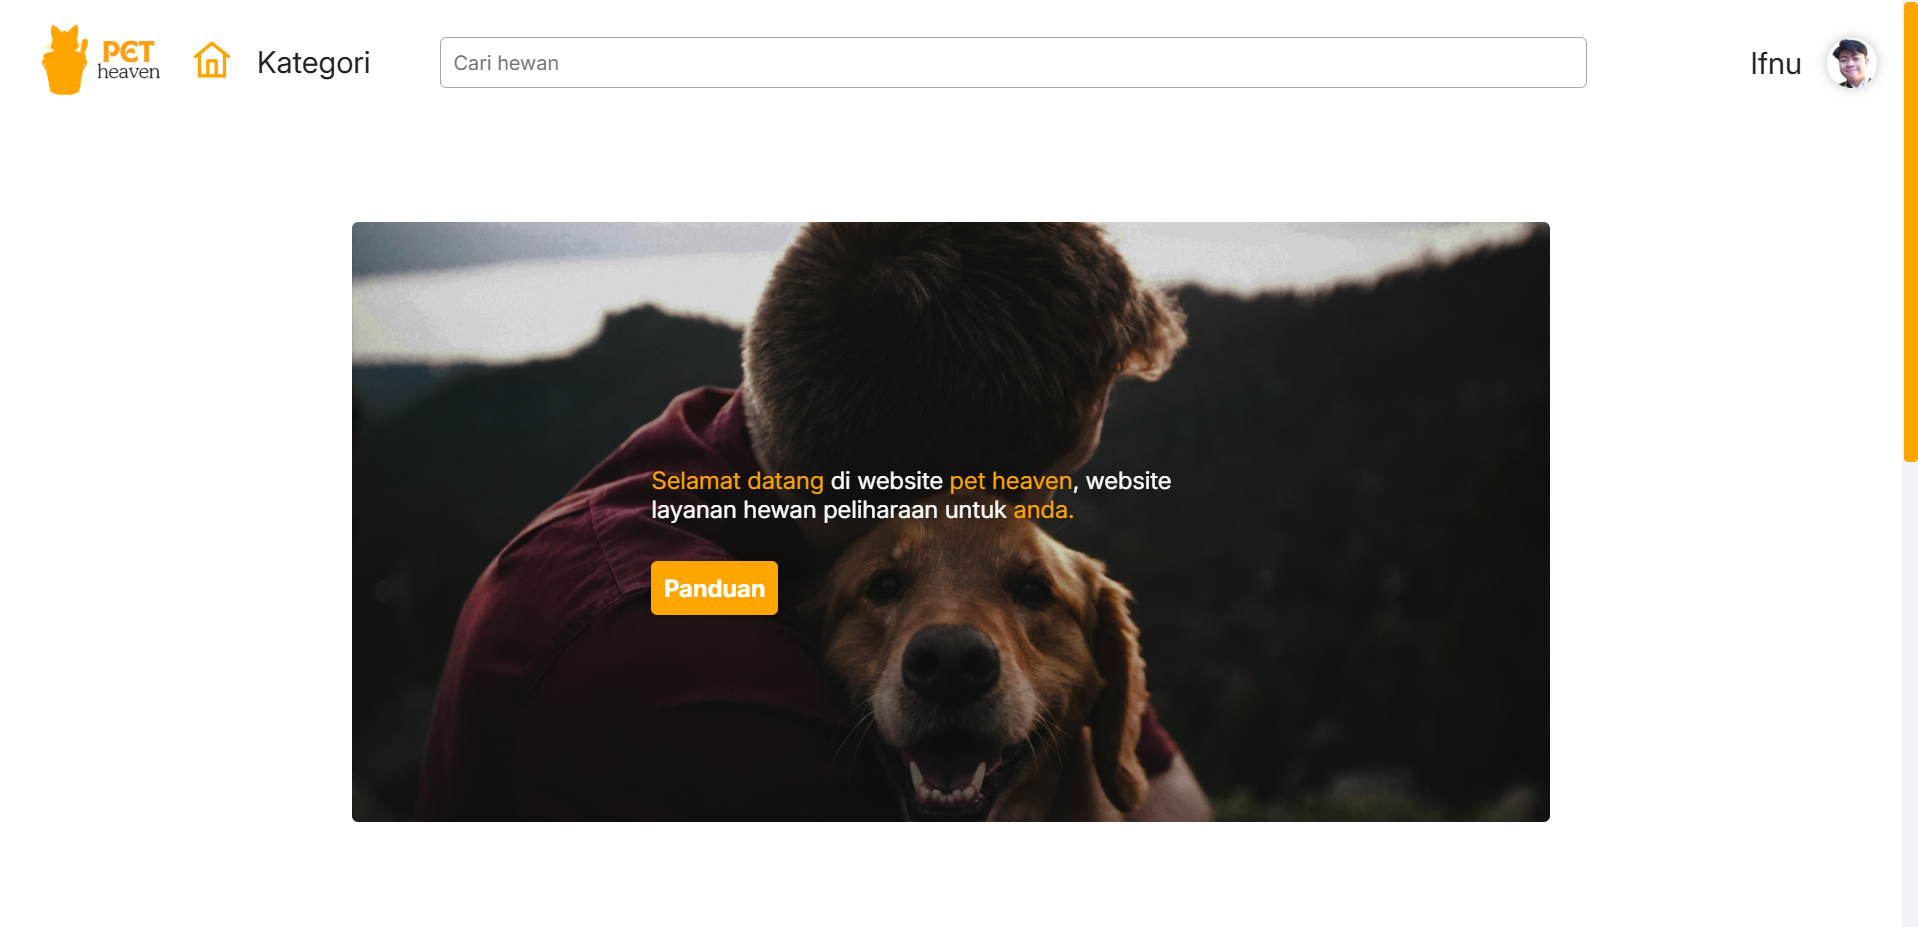 PET
heaven
Kategori
Cari hewan
Ifnu
Selamat datang di website pet heaven, website
layanan hewan peliharaan untuk anda.
Panduan